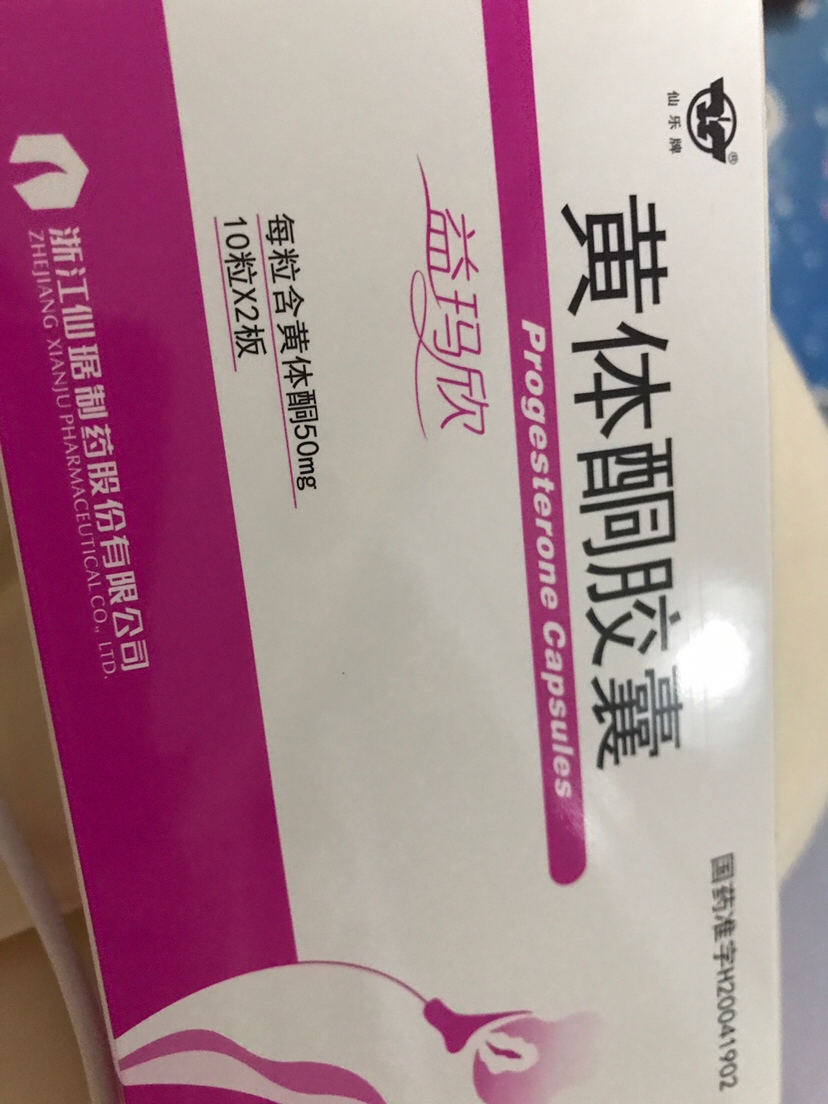 仙乐牌
®
国药准字H20041902
黄体酮胶囊
Progesterone Capsules
益玛欣
每粒含黄体酮50mg
10粒X2板
浙江仙琚制药股份有限公司
ZHEJIANG XIANJU PHARMACEUTICAL CO., LTD.